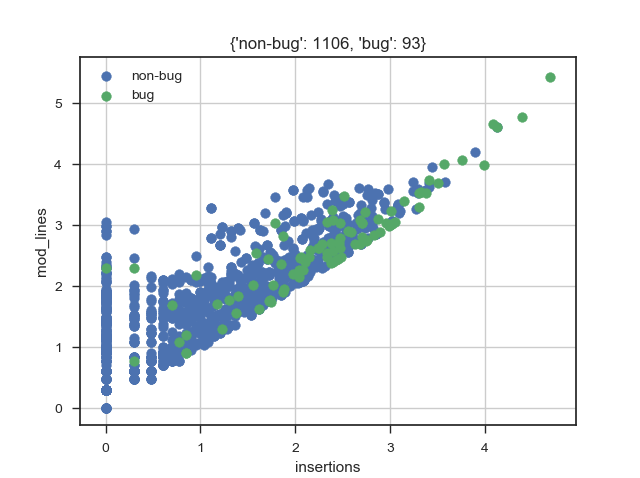 {'non-bug': 1106, 'bug': 93}
non-bug
bug
5
4
3
2
1
0
mod_lines
0 1 2 3 4
insertions